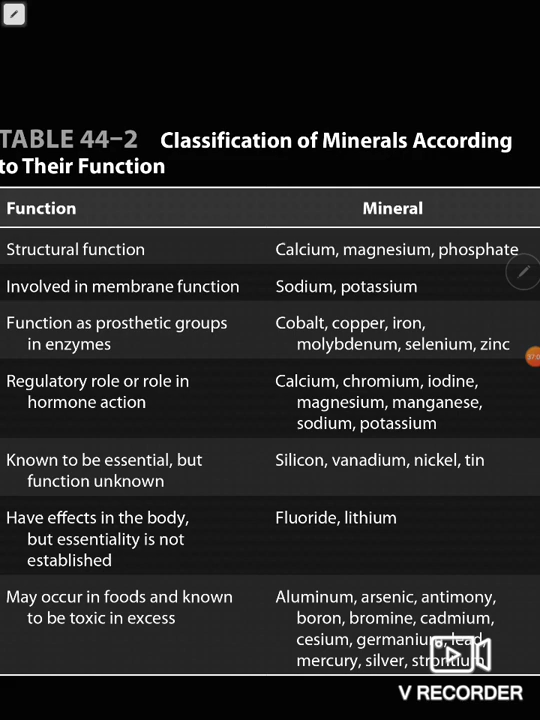 TABLE 44–2 Classification of Minerals According
to Their Function
Function Mineral
Structural function Calcium, magnesium, phosphate
Involved in membrane function Sodium, potassium
Function as prosthetic groups Cobalt, copper, iron,
in enzymes molybdenum, selenium, zinc
Regulatory role or role in Calcium, chromium, iodine,
hormone action magnesium, manganese,
sodium, potassium
Known to be essential, but Silicon, vanadium, nickel, tin
function unknown
Have effects in the body, Fluoride, lithium
but essentiality is not
established
May occur in foods and known Aluminum, arsenic, antimony,
to be toxic in excess boron, bromine, cadmium,
cesium, germanium, lead,
mercury, silver, strontium
V RECORDER